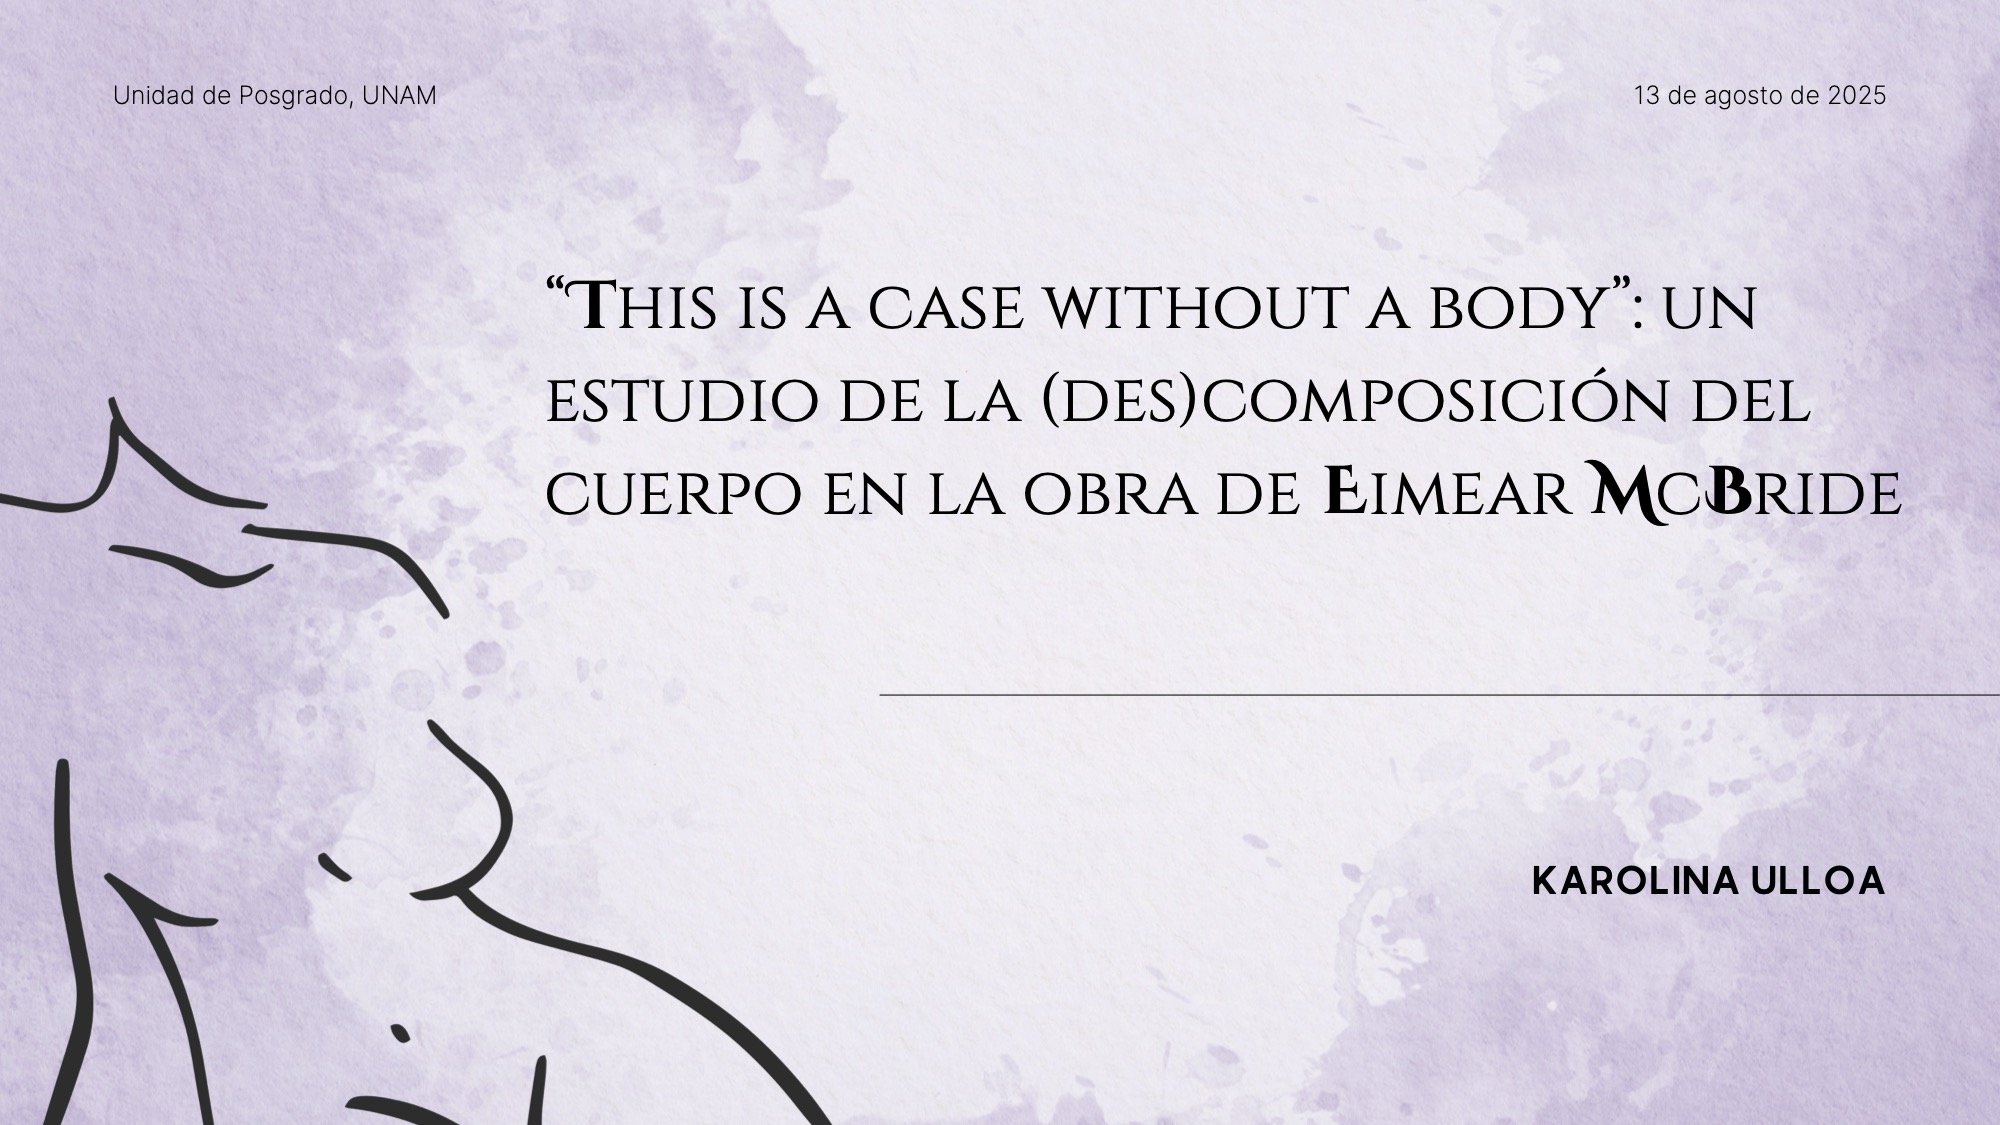 Unidad de Posgrado, UNAM
13 de agosto de 2025
“This is a case without a body”: un
estudio de la (des)composición del
cuerpo en la obra de Eimear McBride
KAROLINA ULLOA